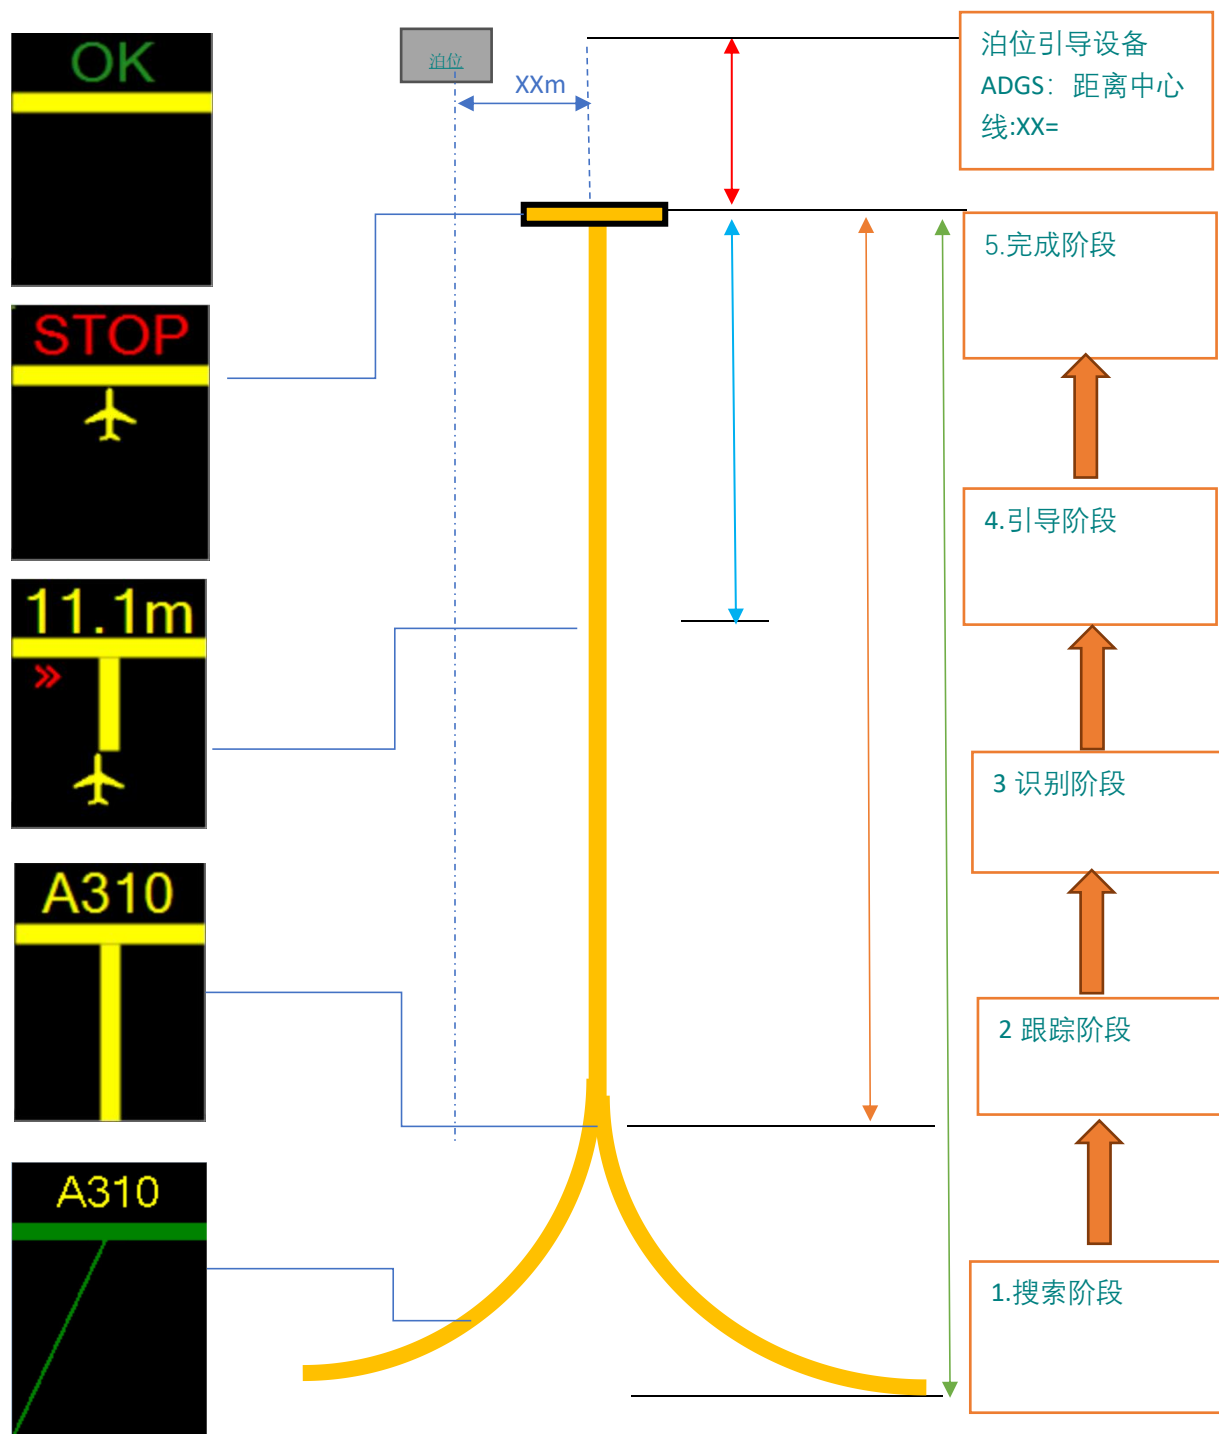 OK
泊位
XXm
泊位引导设备
ADGS： 距离中心
线:XX=
STOP
5.完成阶段
11.1m
4.引导阶段
A310
3 识别阶段
2 跟踪阶段
A310
1.搜索阶段